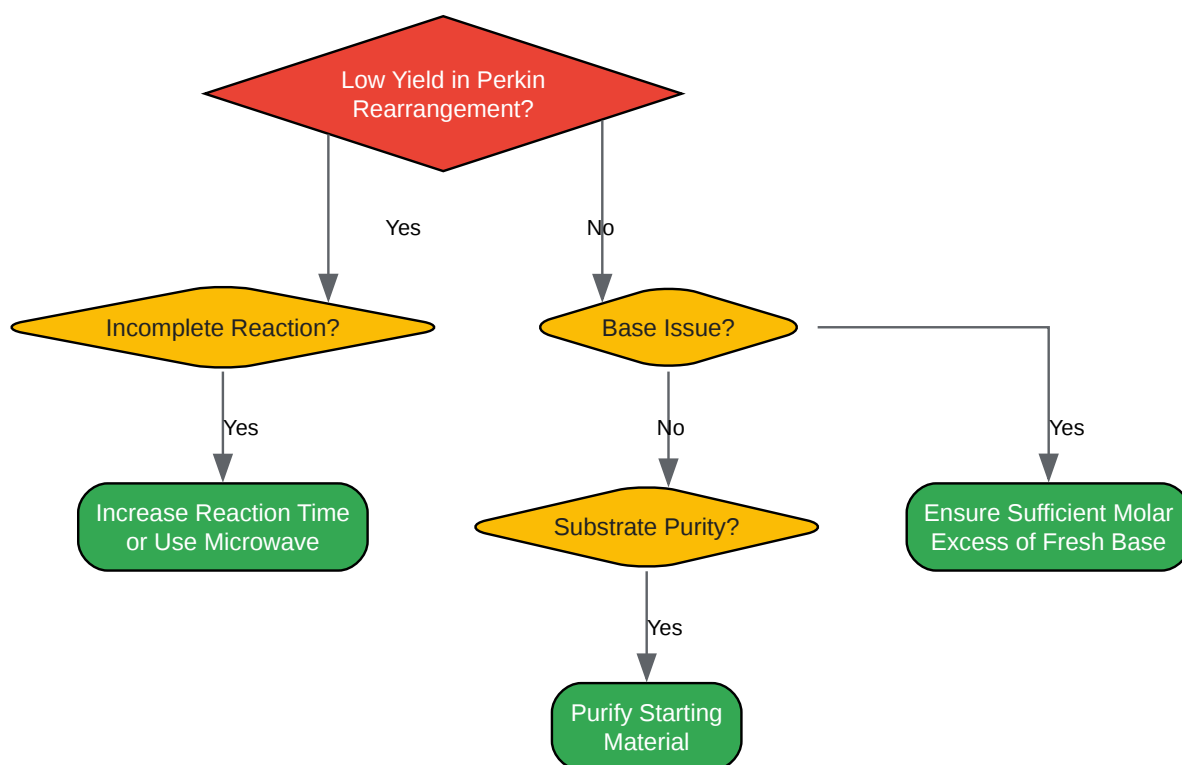 Low Yield in Perkin
Rearrangement?
Yes
No
Incomplete Reaction?
Base Issue?
Yes
No
Yes
Increase Reaction Time
or Use Microwave
Substrate Purity?
Ensure Sufficient Molar
Excess of Fresh Base
Yes
Purify Starting
Material